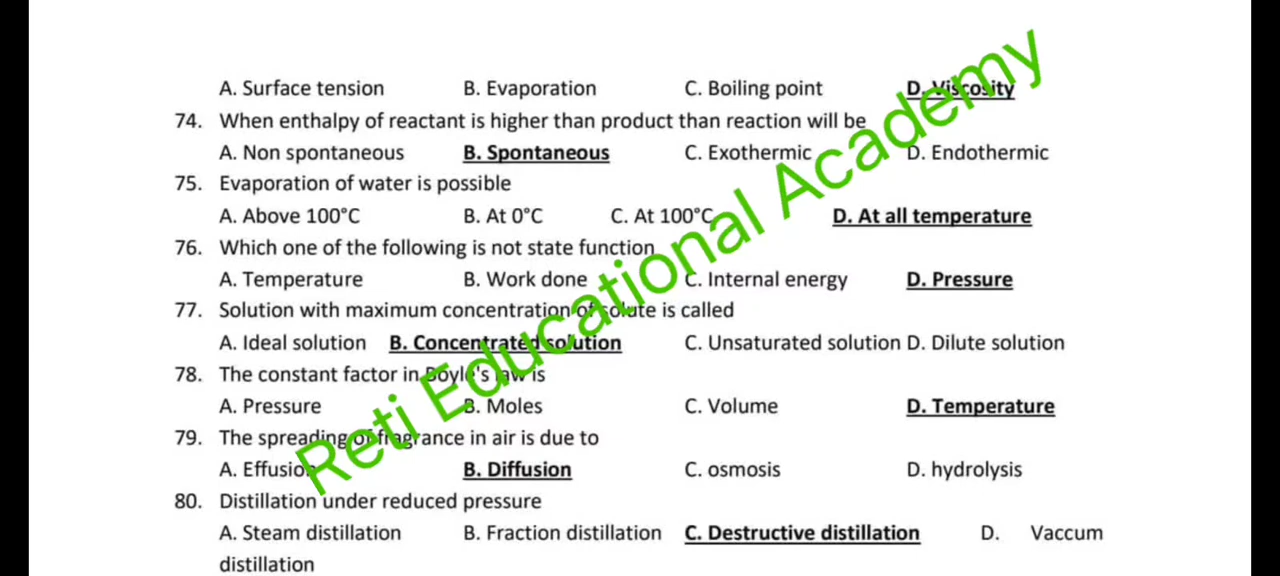 A. Surface tension B. Evaporation C. Boiling point D. Viscosity
74. When enthalpy of reactant is higher than product than reaction will be
A. Non spontaneous B. Spontaneous C. Exothermic D. Endothermic
75. Evaporation of water is possible
A. Above 100°C B. At 0°C C. At 100°C D. At all temperature
76. Which one of the following is not state function
A. Temperature B. Work done C. Internal energy D. Pressure
77. Solution with maximum concentration of solute is called
A. Ideal solution B. Concentrated solution C. Unsaturated solution D. Dilute solution
78. The constant factor in Boyle's law is
A. Pressure B. Moles C. Volume D. Temperature
79. The spreading of fragrance in air is due to
A. Effusion B. Diffusion C. osmosis D. hydrolysis
80. Distillation under reduced pressure
A. Steam distillation B. Fraction distillation C. Destructive distillation D. Vaccum
distillation
Reti Educational Academy